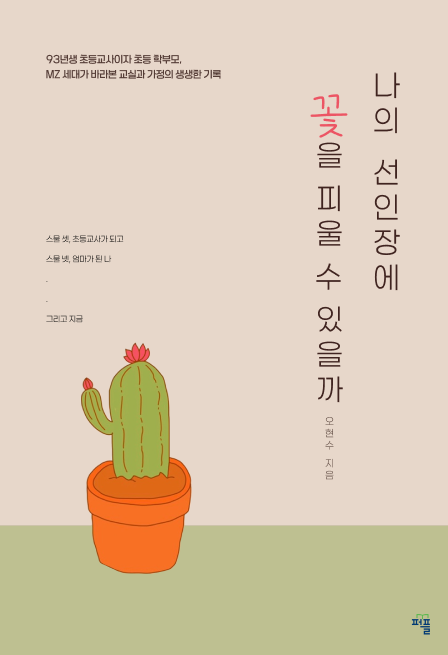 93년생 초등교사이자 초등 학부모,
MZ 세대가 바라본 교실과 가정의 생생한 기록
나의 선인장에
꽃을 피울 수 있을까
오현수 지음
스물 셋, 초등교사가 되고
스물 넷, 엄마가 된 나
.
.
그리고 지금
퍼플